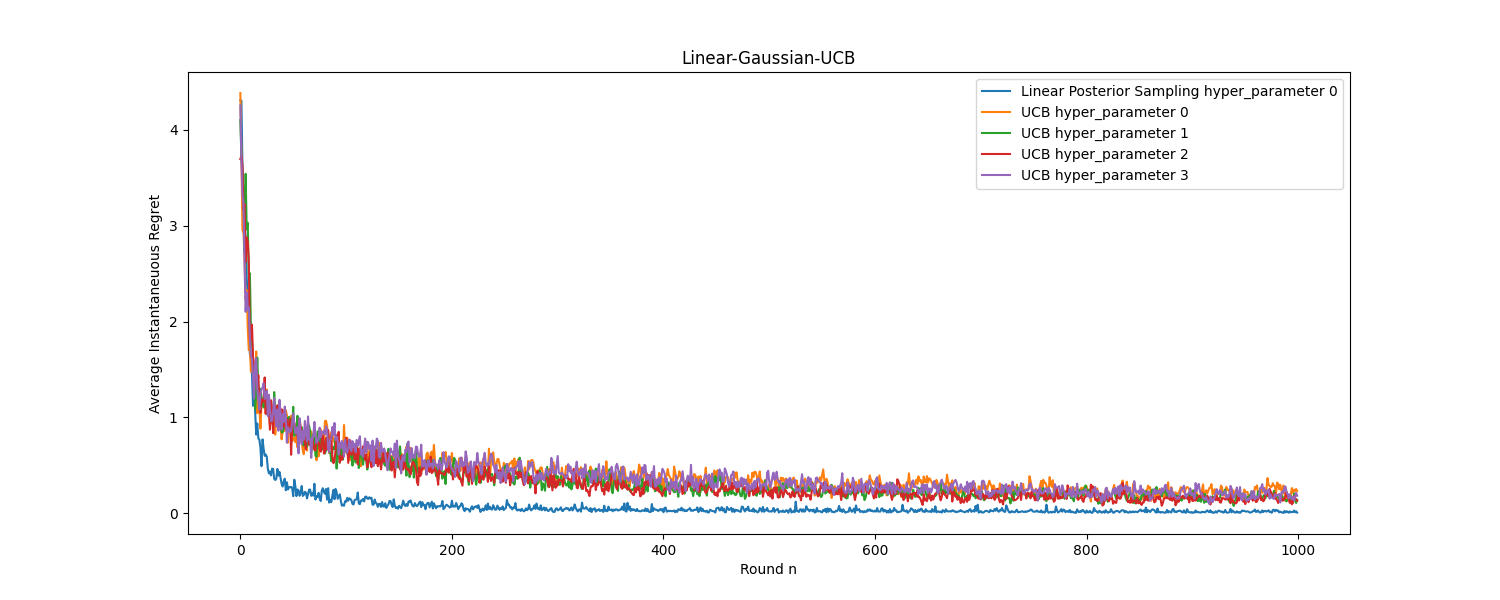 Linear-Gaussian-UCB
Linear Posterior Sampling hyper_parameter 0
UCB hyper_parameter 0
UCB hyper_parameter 1
UCB hyper_parameter 2
UCB hyper_parameter 3
Average Instantaneuous Regret
4
3
2
1
0
0 200 400 600 800 1000
Round n